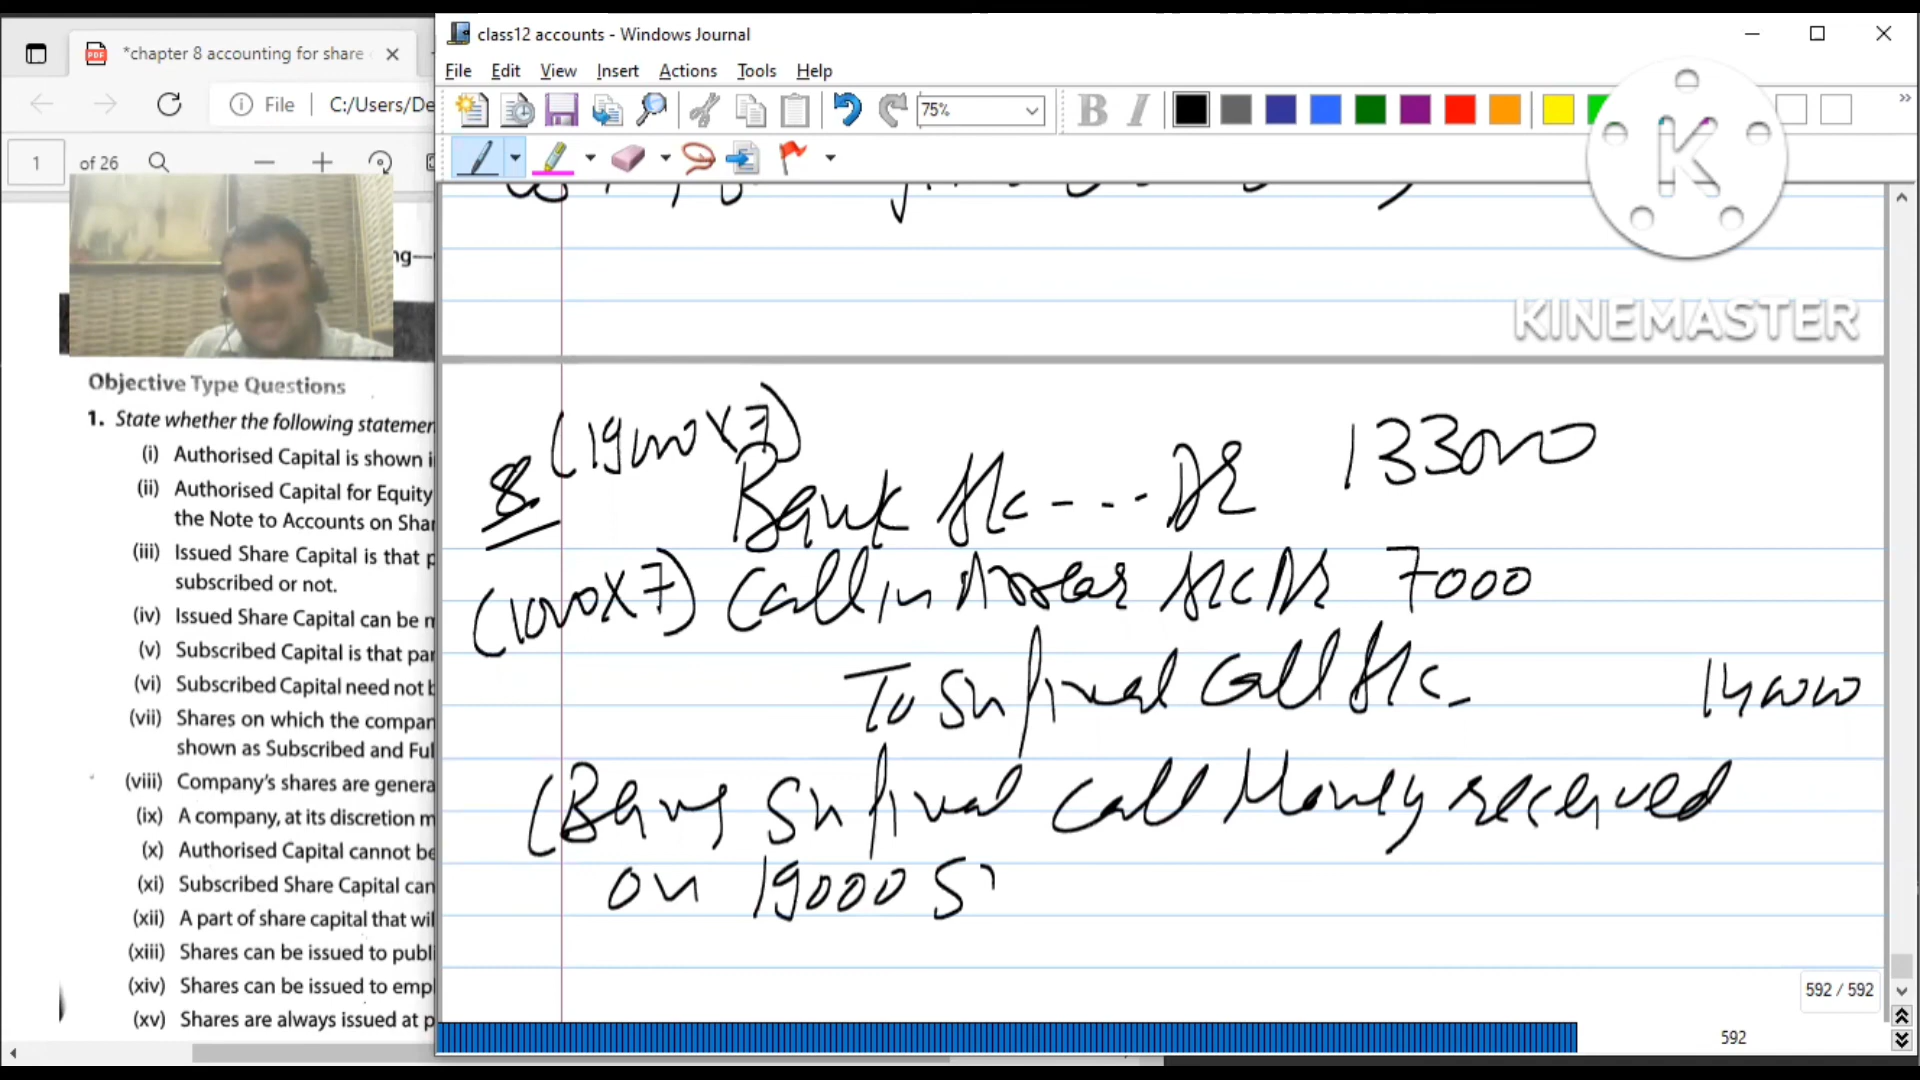 *chapter 8 accounting for share
File
C:/Users/De
1
of 26
ng—
Objective Type Questions
1. State whether the following statemen
(i) Authorised Capital is shown i
(ii) Authorised Capital for Equity
the Note to Accounts on Shar
(iii) Issued Share Capital is that p
subscribed or not.
(iv) Issued Share Capital can be m
(v) Subscribed Capital is that par
(vi) Subscribed Capital need not b
(vii) Shares on which the compan
shown as Subscribed and Ful
(viii) Company's shares are genera
(ix) A company, at its discretion m
(x) Authorised Capital cannot be
(xi) Subscribed Share Capital can
(xii) A part of share capital that wil
(xiii) Shares can be issued to publi
(xiv) Shares can be issued to emp
(xv) Shares are always issued at p
class12 accounts - Windows Journal
File Edit View Insert Actions Tools Help
75%
B I
K
KINEMASTER
(19000x7)
8. Bank A/c - - - - Dr 133000
(1000x7) Call in Arrear A/c Dr 7000
To Sh final Call A/c - 140000
(Being Sh final Call Money received
on 19000 S
592 / 592
592